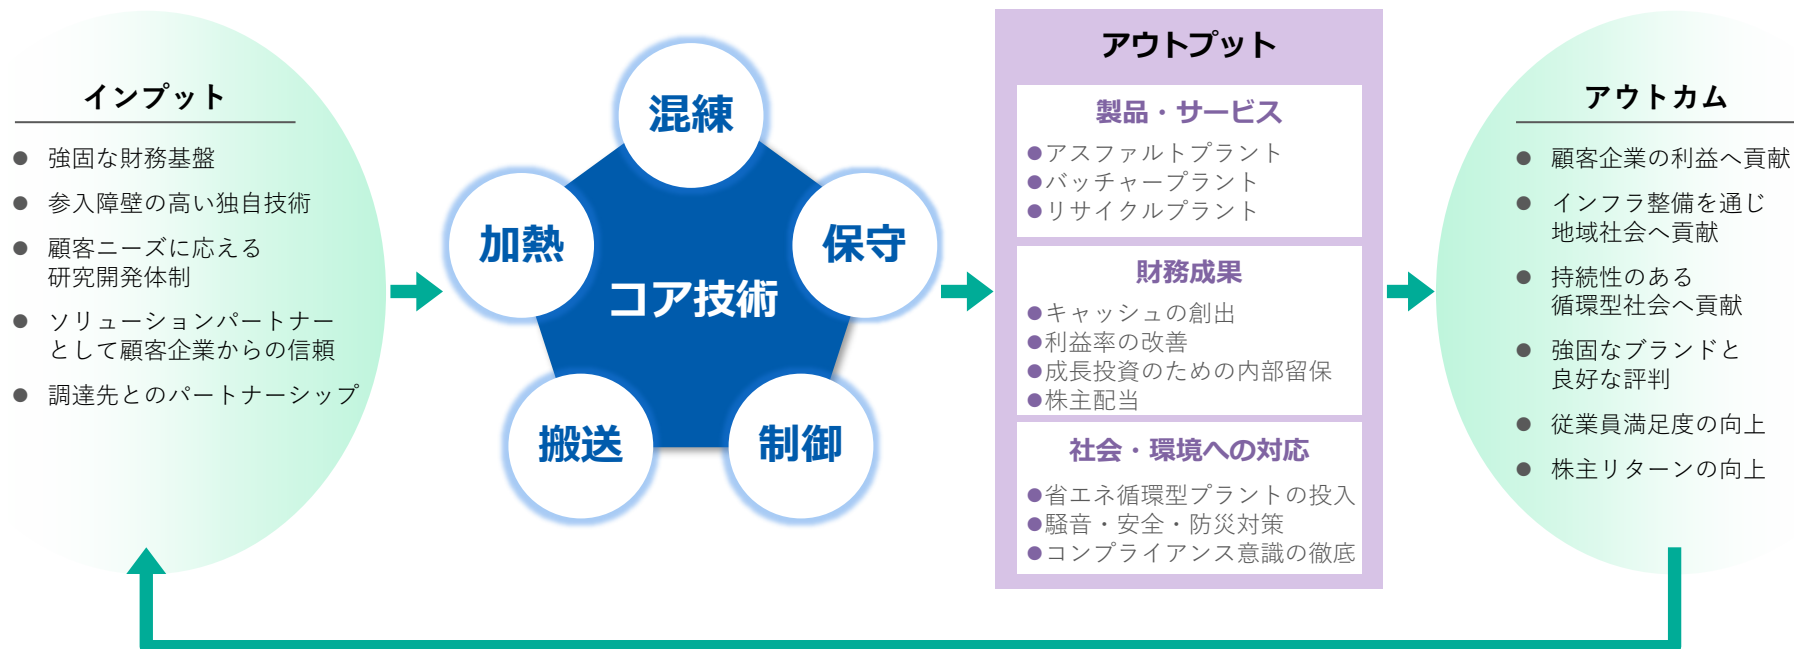 インプット
● 強固な財務基盤
● 参入障壁の高い独自技術
● 顧客ニーズに応える
研究開発体制
● ソリューションパートナー
として顧客企業からの信頼
● 調達先とのパートナーシップ
混練
加熱
保守
コア技術
搬送
制御
アウトプット
製品・サービス
●アスファルトプラント
●バッチャープラント
●リサイクルプラント
財務成果
●キャッシュの創出
●利益率の改善
●成長投資のための内部留保
●株主配当
社会・環境への対応
●省エネ循環型プラントの投入
●騒音・安全・防災対策
●コンプライアンス意識の徹底
アウトカム
● 顧客企業の利益へ貢献
● インフラ整備を通じ
地域社会へ貢献
● 持続性のある
循環型社会へ貢献
● 強固なブランドと
良好な評判
● 従業員満足度の向上
● 株主リターンの向上